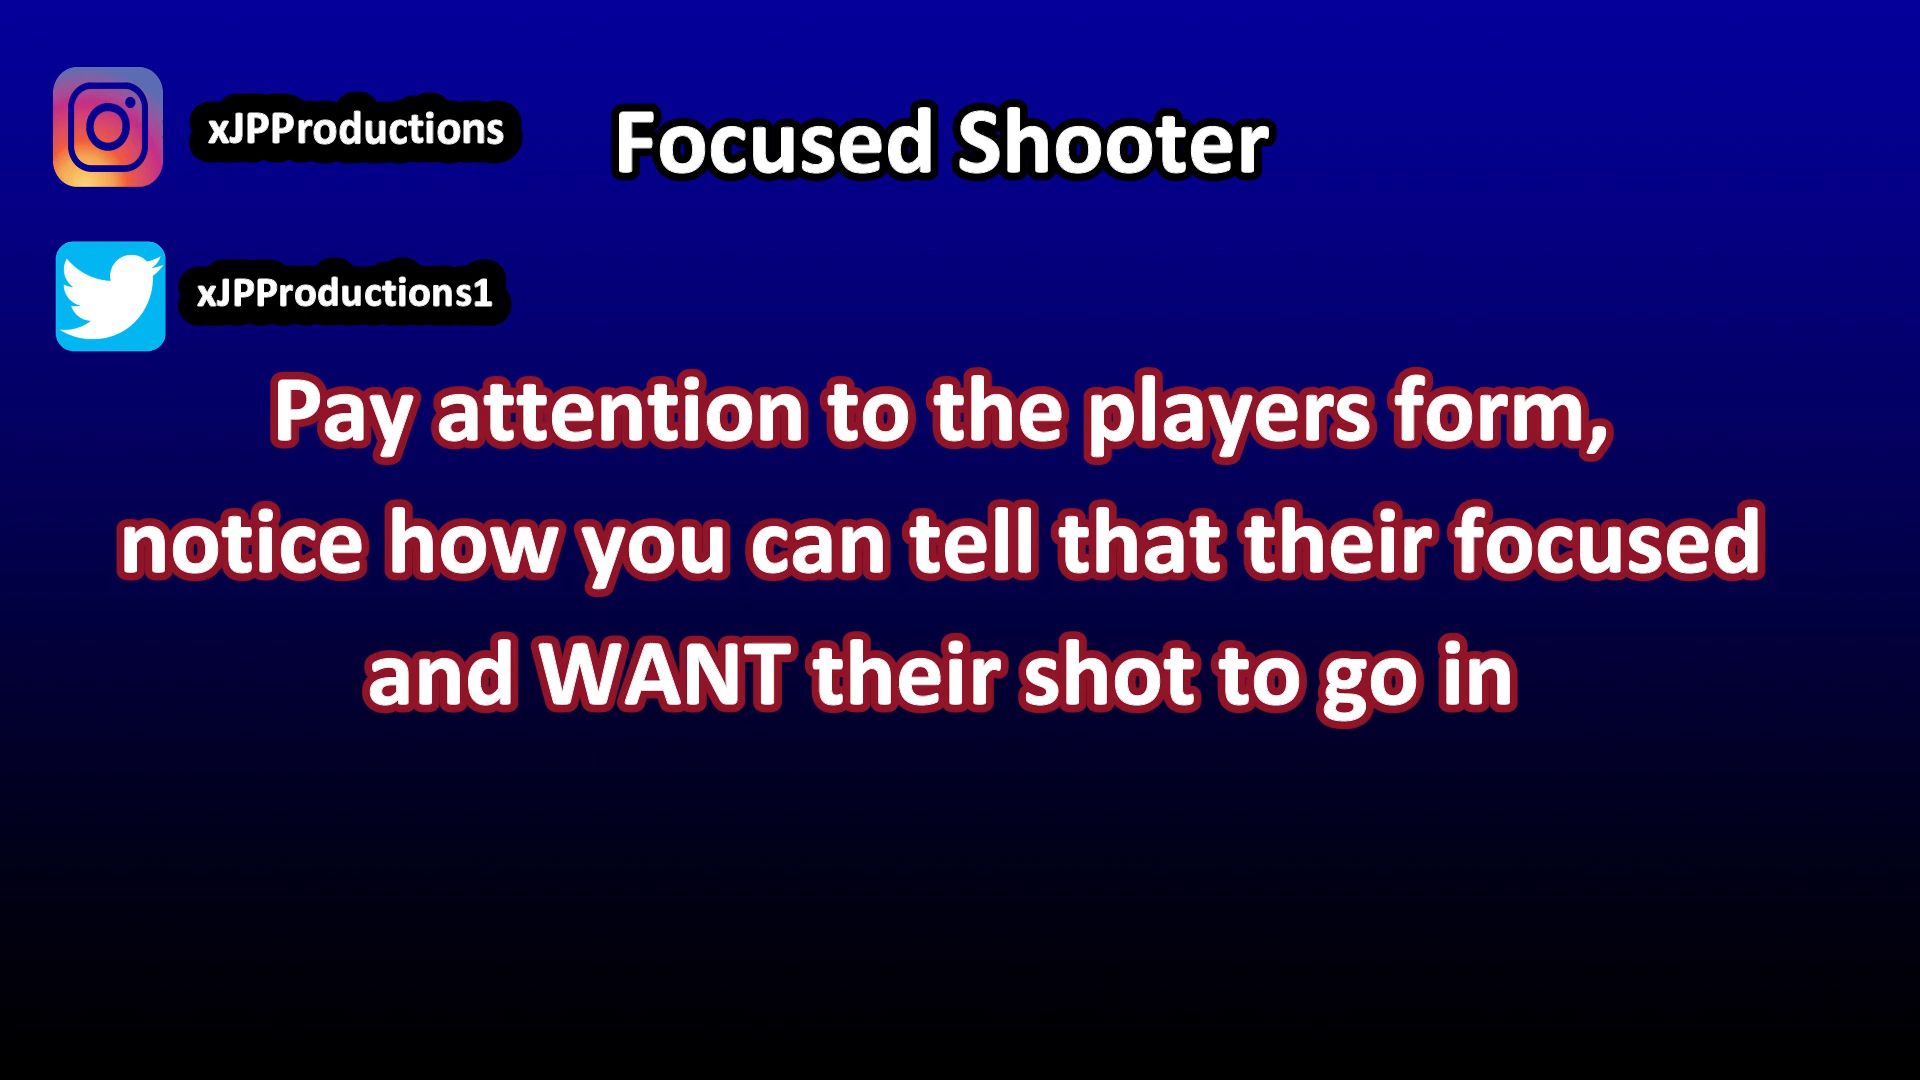 xJPProductions
Focused Shooter
xJPProductions1
Pay attention to the players form,
notice how you can tell that their focused
and WANT their shot to go in